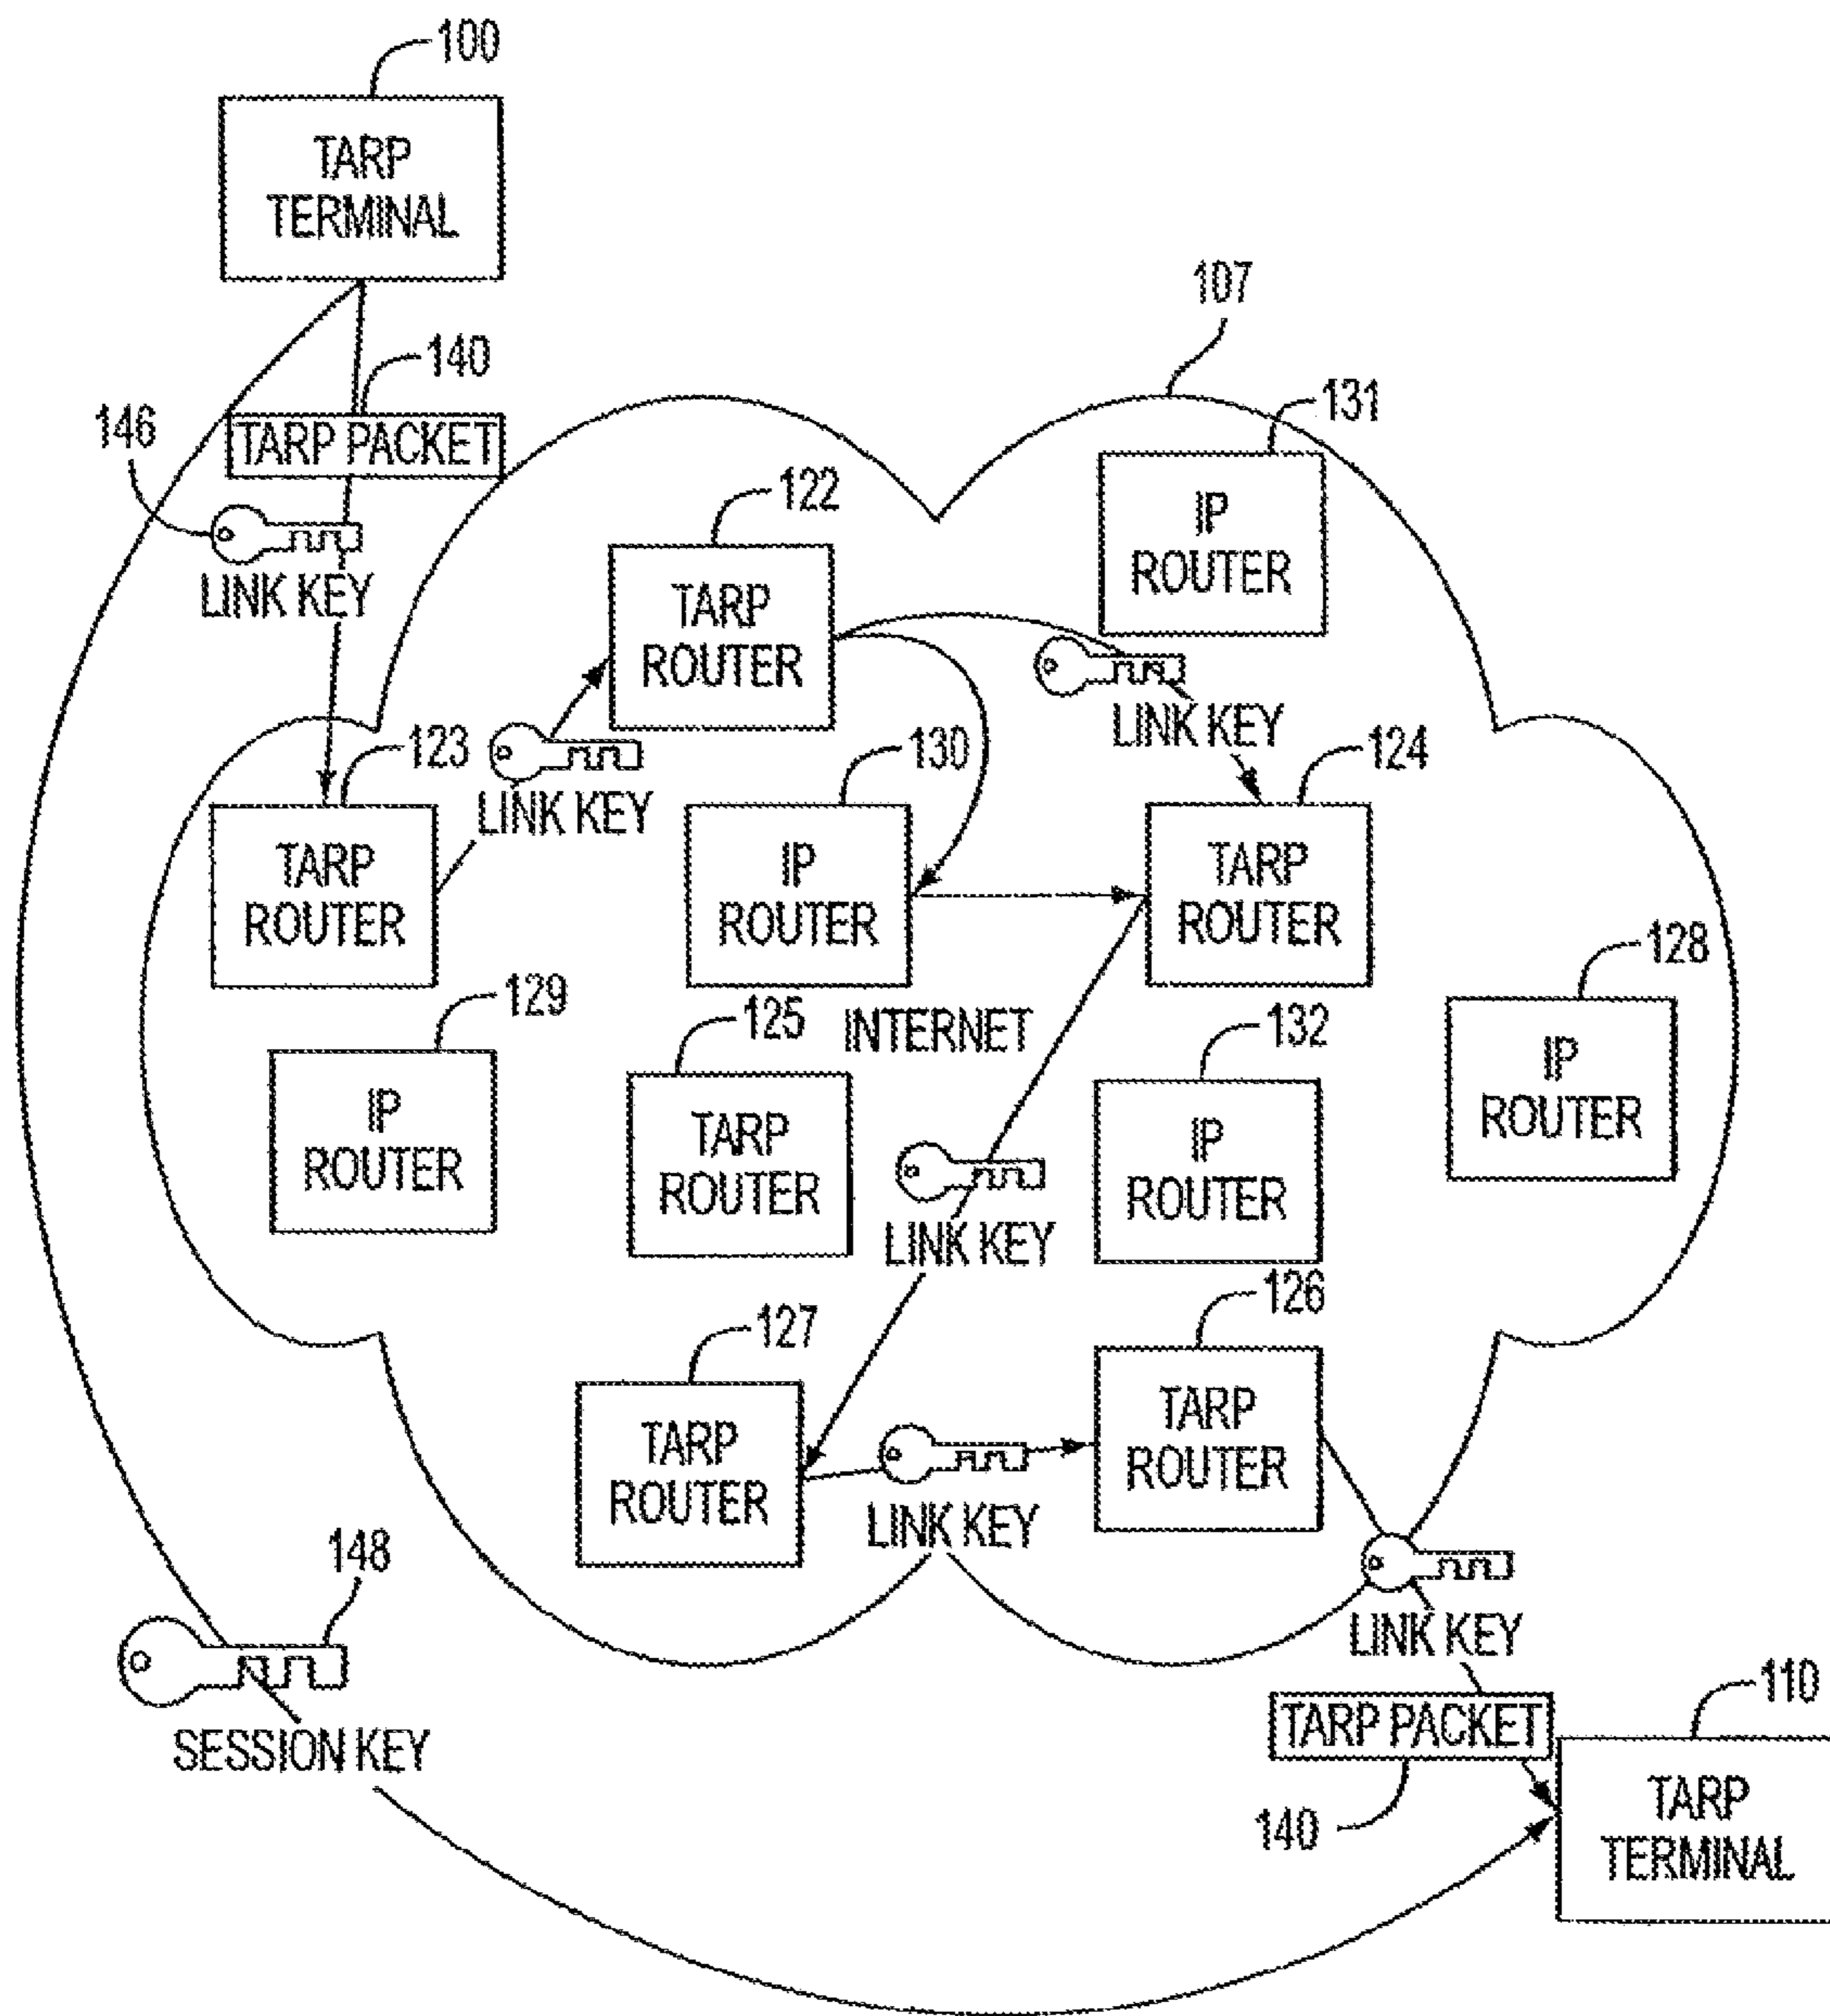 100
TARP
TERMINAL
107
140
TARP PACKET
146
LINK KEY
131
IP
ROUTER
122
TARP
ROUTER
LINK KEY
123
TARP
ROUTER
LINK KEY
130
IP
ROUTER
124
TARP
ROUTER
128
IP
ROUTER
129
IP
ROUTER
125
TARP
ROUTER
INTERNET
132
IP
ROUTER
LINK KEY
127
TARP
ROUTER
126
TARP
ROUTER
LINK KEY
148
SESSION KEY
LINK KEY
TARP PACKET
140
110
TARP
TERMINAL